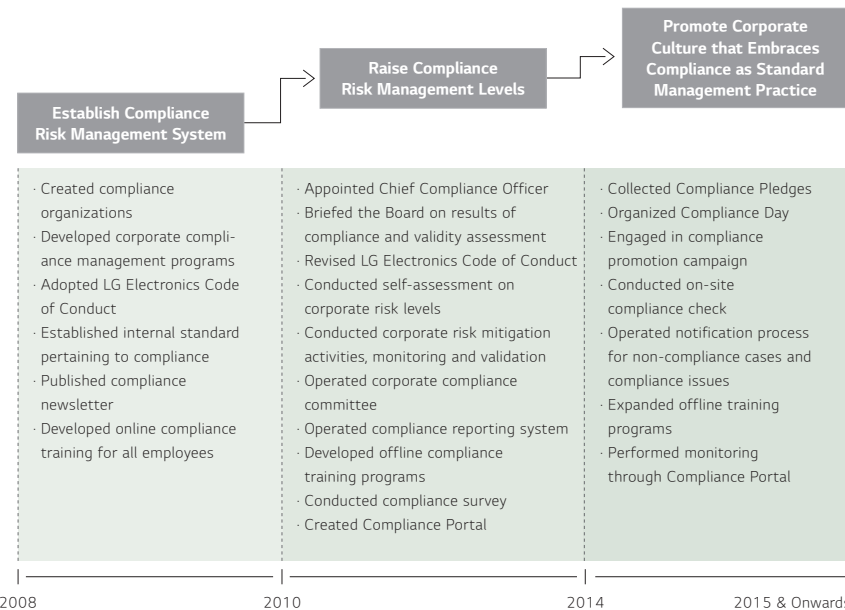 Establish Compliance
Risk Management System
Raise Compliance
Risk Management Levels
Promote Corporate
Culture that Embraces
Compliance as Standard
Management Practice
· Created compliance
organizations
· Developed corporate compli-
ance management programs
· Adopted LG Electronics Code
of Conduct
· Established internal standard
pertaining to compliance
· Published compliance
newsletter
· Developed online compliance
training for all employees
· Appointed Chief Compliance Officer
· Briefed the Board on results of
compliance and validity assessment
· Revised LG Electronics Code of Conduct
· Conducted self-assessment on
corporate risk levels
· Conducted corporate risk mitigation
activities, monitoring and validation
· Operated corporate compliance
committee
· Operated compliance reporting system
· Developed offline compliance
training programs
· Conducted compliance survey
· Created Compliance Portal
· Collected Compliance Pledges
· Organized Compliance Day
· Engaged in compliance
promotion campaign
· Conducted on-site
compliance check
· Operated notification process
for non-compliance cases and
compliance issues
· Expanded offline training
programs
· Performed monitoring
through Compliance Portal
2008
2010
2014
2015 & Onwards